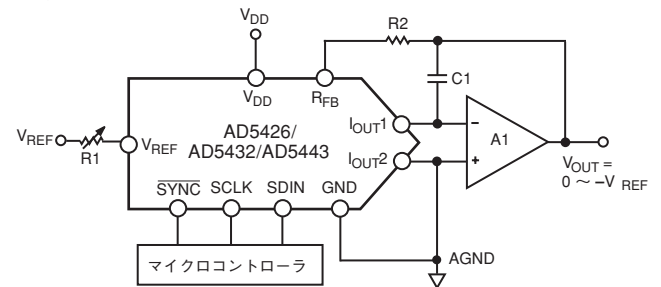 VDD
R2
C1
VDD
RFB
VREF
R1
VREF
AD5426/
AD5432/AD5443
IOUT1
IOUT2
A1
VOUT =
0 ~ –VREF
SYNC SCLK SDIN GND
AGND
マイクロコントローラ